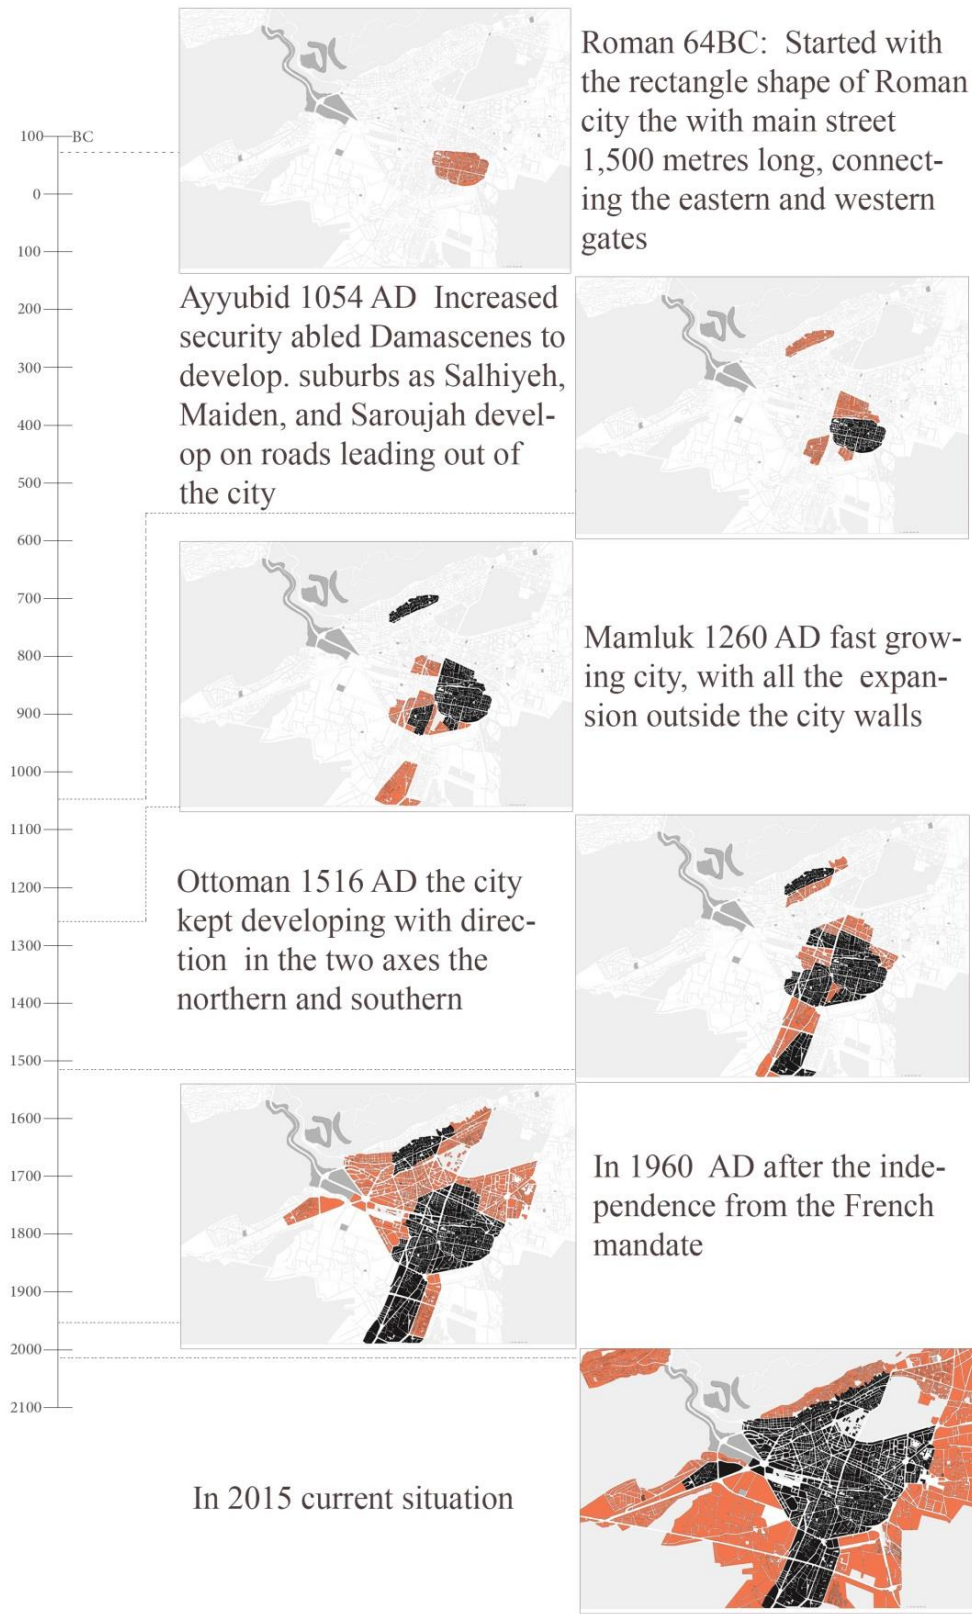 Roman 64BC:  Started with
the rectangle shape of Roman
city the with main street
1,500 metres long, connect-
ing the eastern and western
gates
100
BC
0
100
200
300
400
500
600
700
800
900
1000
1100
1200
1300
1400
1500
1600
1700
1800
1900
2000
2100
Ayyubid 1054 AD  Increased
security abled Damascenes to
develop. suburbs as Salhiyeh,
Maiden, and Saroujah devel-
op on roads leading out of
the city
Mamluk 1260 AD fast grow-
ing city, with all the  expan-
sion outside the city walls
Ottoman 1516 AD the city
kept developing with direc-
tion  in the two axes the
northern and southern
In 1960  AD after the inde-
pendence from the French
mandate
In 2015 current situation